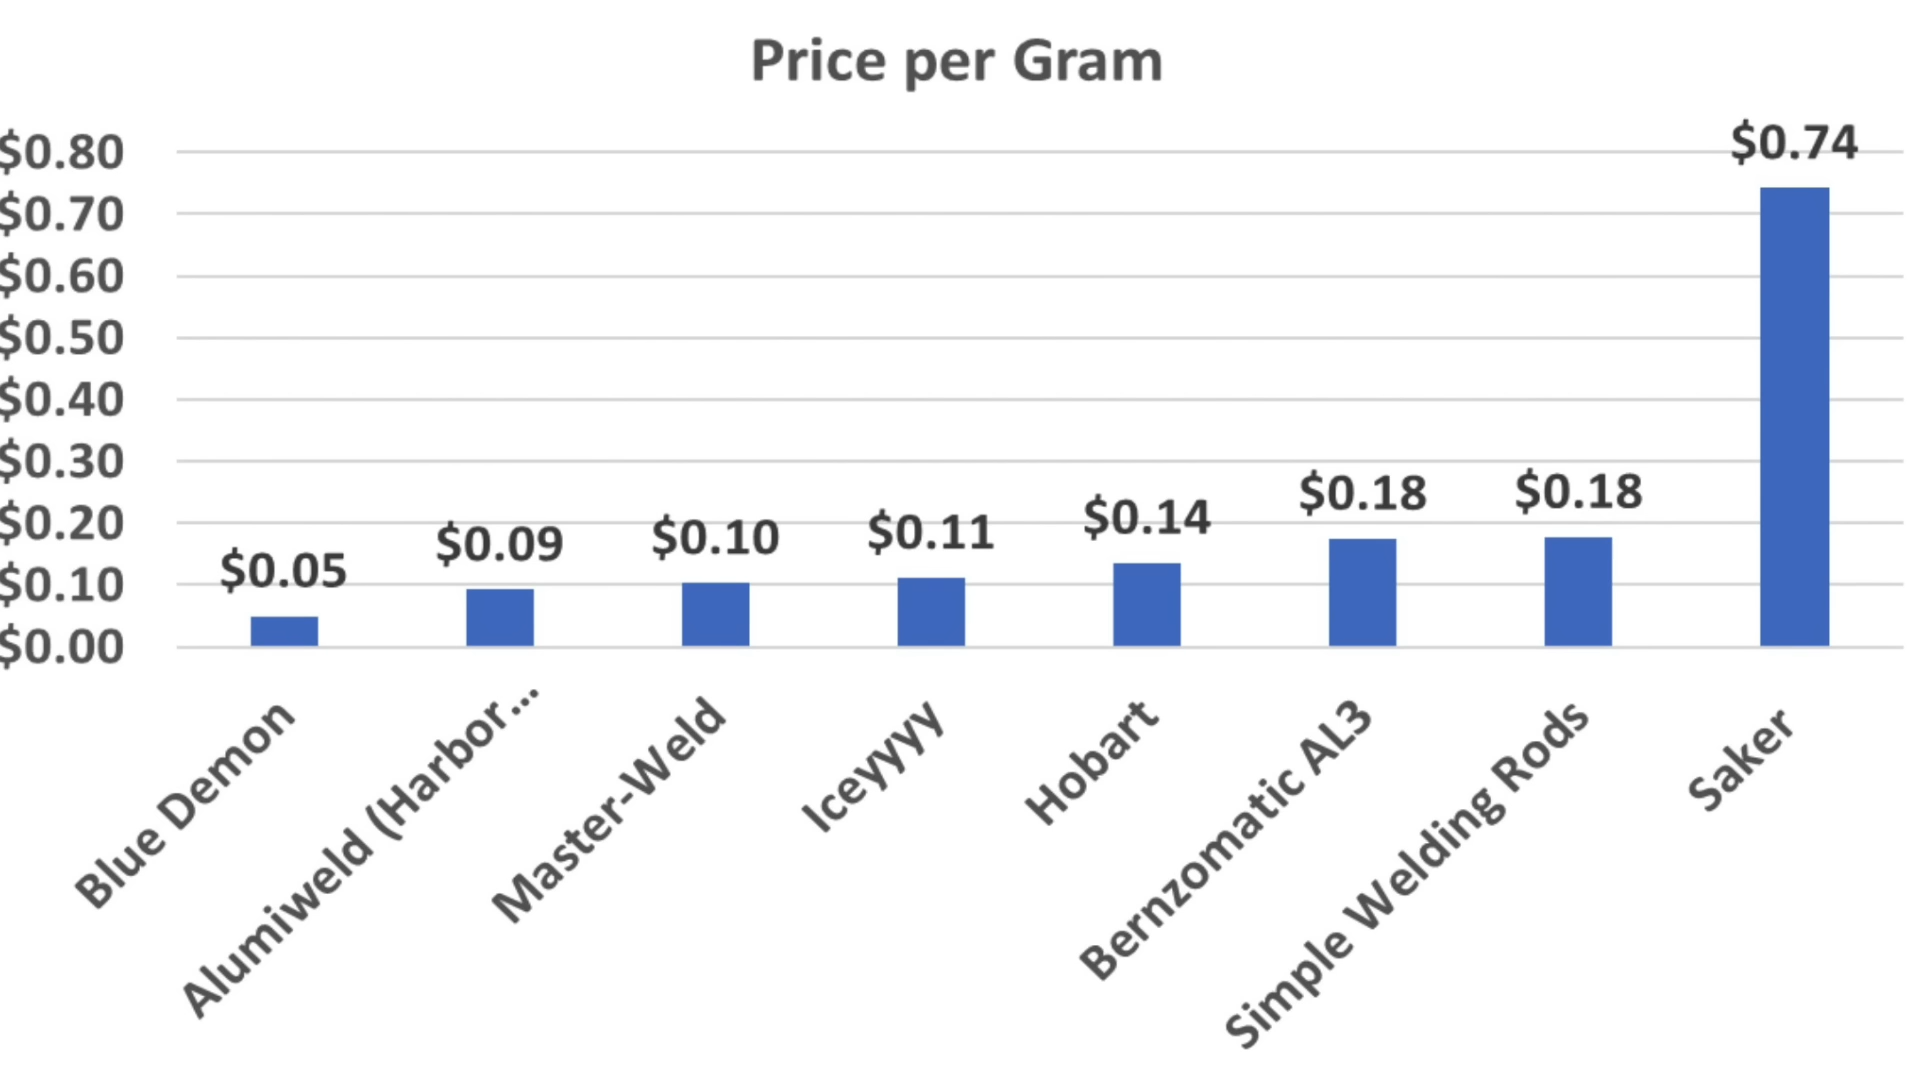 Price per Gram
$0.80
$0.70
$0.60
$0.50
$0.40
$0.30
$0.20
$0.10
$0.00
$0.05
$0.09
$0.10
$0.11
$0.14
$0.18
$0.18
$0.74
Blue Demon
Alumiweld (Harbor...
Master-Weld
Iceyyyy
Hobart
Bernzomatic AL3
Simple Welding Rods
Saker